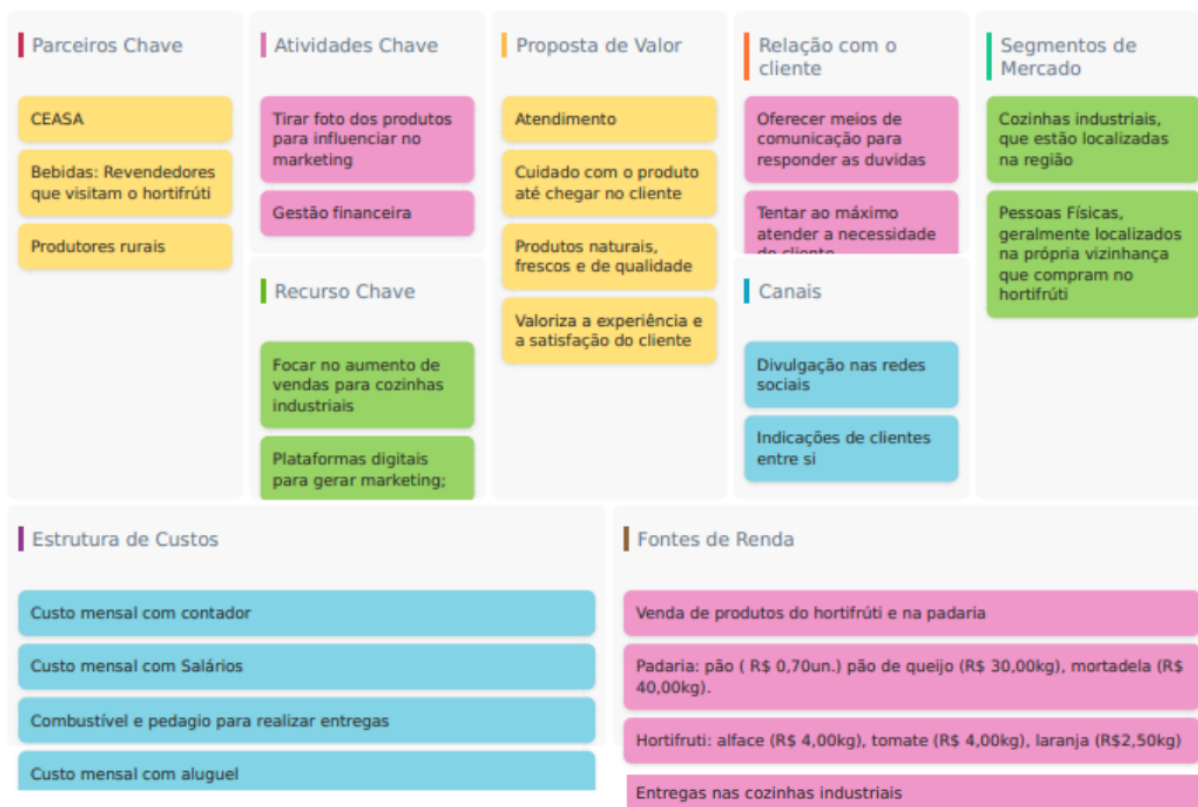 Parceiros Chave
CEASA
Bebidas: Revendedores
que visitam o hortifrúti
Produtores rurais
Atividades Chave
Tirar foto dos produtos
para influenciar no
marketing
Gestão financeira
Recurso Chave
Focar no aumento de
vendas para cozinhas
industriais
Plataformas digitais
para gerar marketing;
Proposta de Valor
Atendimento
Cuidado com o produto
até chegar no cliente
Produtos naturais,
frescos e de qualidade
Valoriza a experiência e
a satisfação do cliente
Relação com o
cliente
Oferecer meios de
comunicação para
responder as duvidas
Tentar ao máximo
atender a necessidade
do cliente
Canais
Divulgação nas redes
sociais
Indicações de clientes
entre si
Segmentos de
Mercado
Cozinhas industriais,
que estão localizadas
na região
Pessoas Físicas,
geralmente localizados
na própria vizinhança
que compram no
hortifrúti
Estrutura de Custos
Custo mensal com contador
Custo mensal com Salários
Combustível e pedagio para realizar entregas
Custo mensal com aluguel
Fontes de Renda
Venda de produtos do hortifrúti e na padaria
Padaria: pão ( R$ 0,70un.) pão de queijo (R$ 30,00kg), mortadela (R$
40,00kg).
Hortifruti: alface (R$ 4,00kg), tomate (R$ 4,00kg), laranja (R$2,50kg)
Entregas nas cozinhas industriais